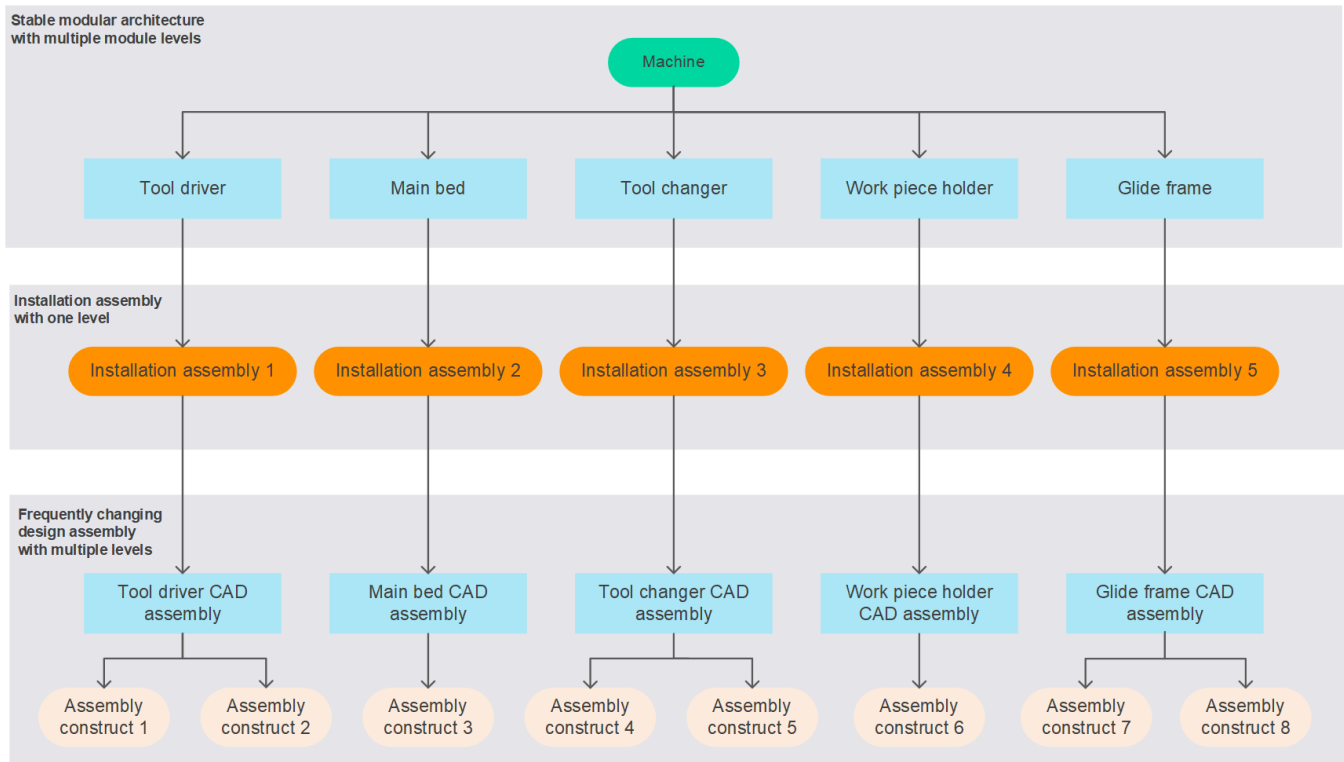 Stable modular architecture
with multiple module levels
Machine
Tool driver
Main bed
Tool changer
Work piece holder
Glide frame
Installation assembly
with one level
Installation assembly 1
Installation assembly 2
Installation assembly 3
Installation assembly 4
Installation assembly 5
Frequently changing
design assembly
with multiple levels
Tool driver CAD
assembly
Main bed CAD
assembly
Tool changer CAD
assembly
Work piece holder
CAD assembly
Glide frame CAD
assembly
Assembly
construct 1
Assembly
construct 2
Assembly
construct 3
Assembly
construct 4
Assembly
construct 5
Assembly
construct 6
Assembly
construct 7
Assembly
construct 8